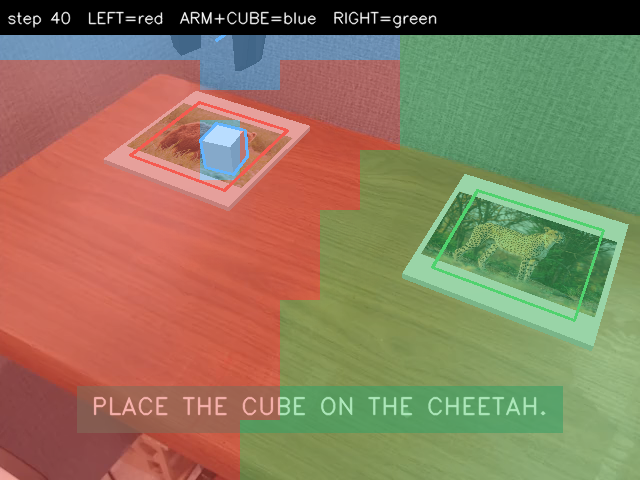 step 40 LEFT=red ARM+CUBE=blue RIGHT=green
PLACE THE CUBE ON THE CHEETAH.